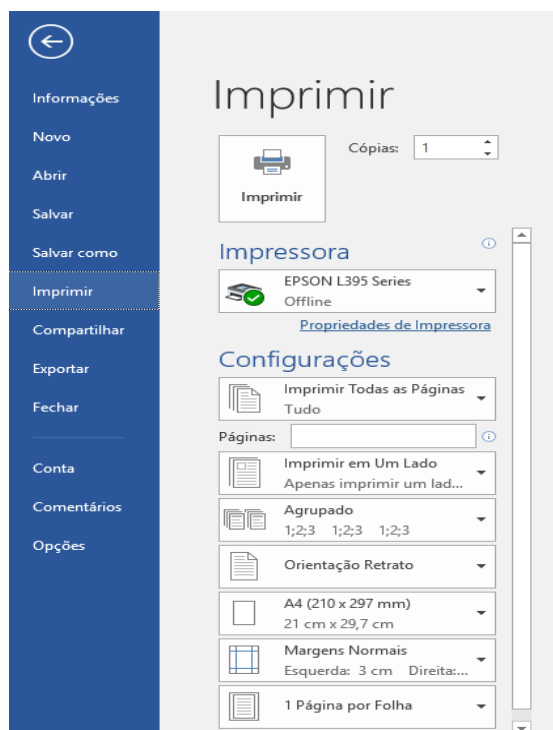 Informações
Novo
Abrir
Salvar
Salvar como
Imprimir
Compartilhar
Exportar
Fechar
Conta
Comentários
Opções
Imprimir
Imprimir
Cópias: 1
Impressora
EPSON L395 Series
Offline
Propriedades de Impressora
Configurações
Imprimir Todas as Páginas
Tudo
Páginas:
Imprimir em Um Lado
Apenas imprimir um lad...
Agrupado
1;2;3 1;2;3 1;2;3
Orientação Retrato
A4 (210 x 297 mm)
21 cm x 29,7 cm
Margens Normais
Esquerda: 3 cm Direita:...
1 Página por Folha